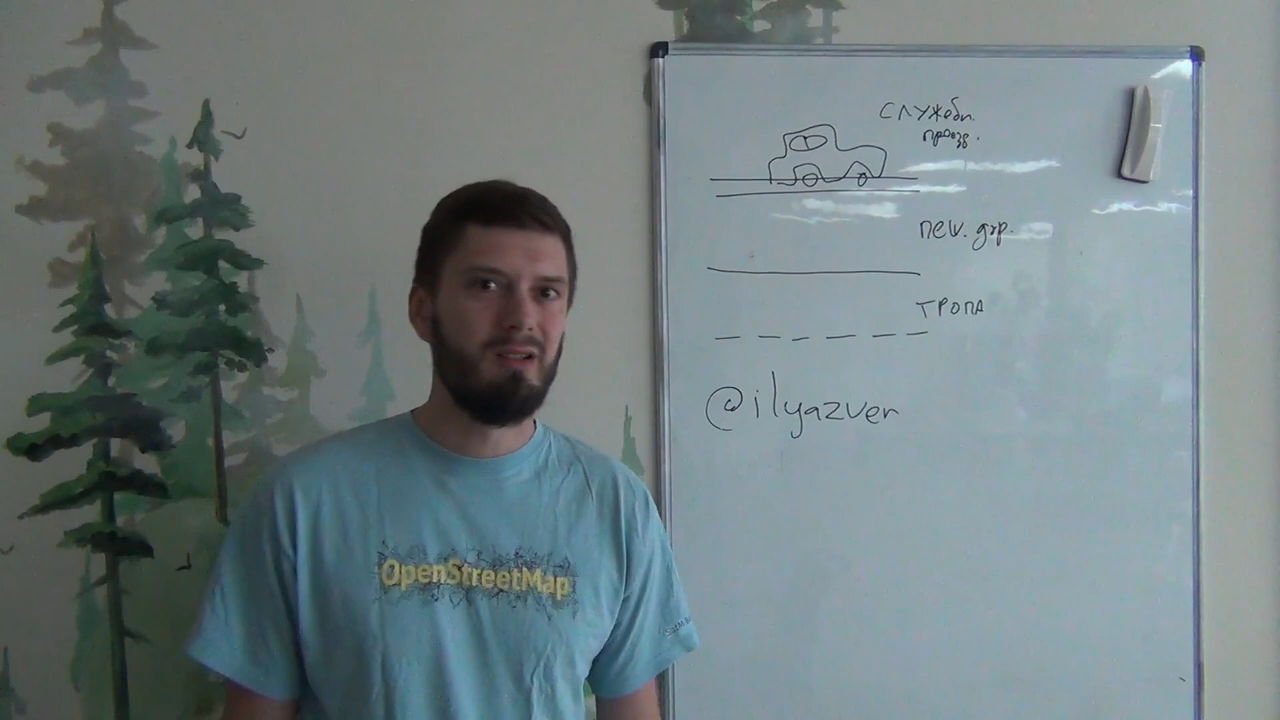 служебн.
проезд.
пеш. дор.
тропа
@ilyazver
OpenStreetMap